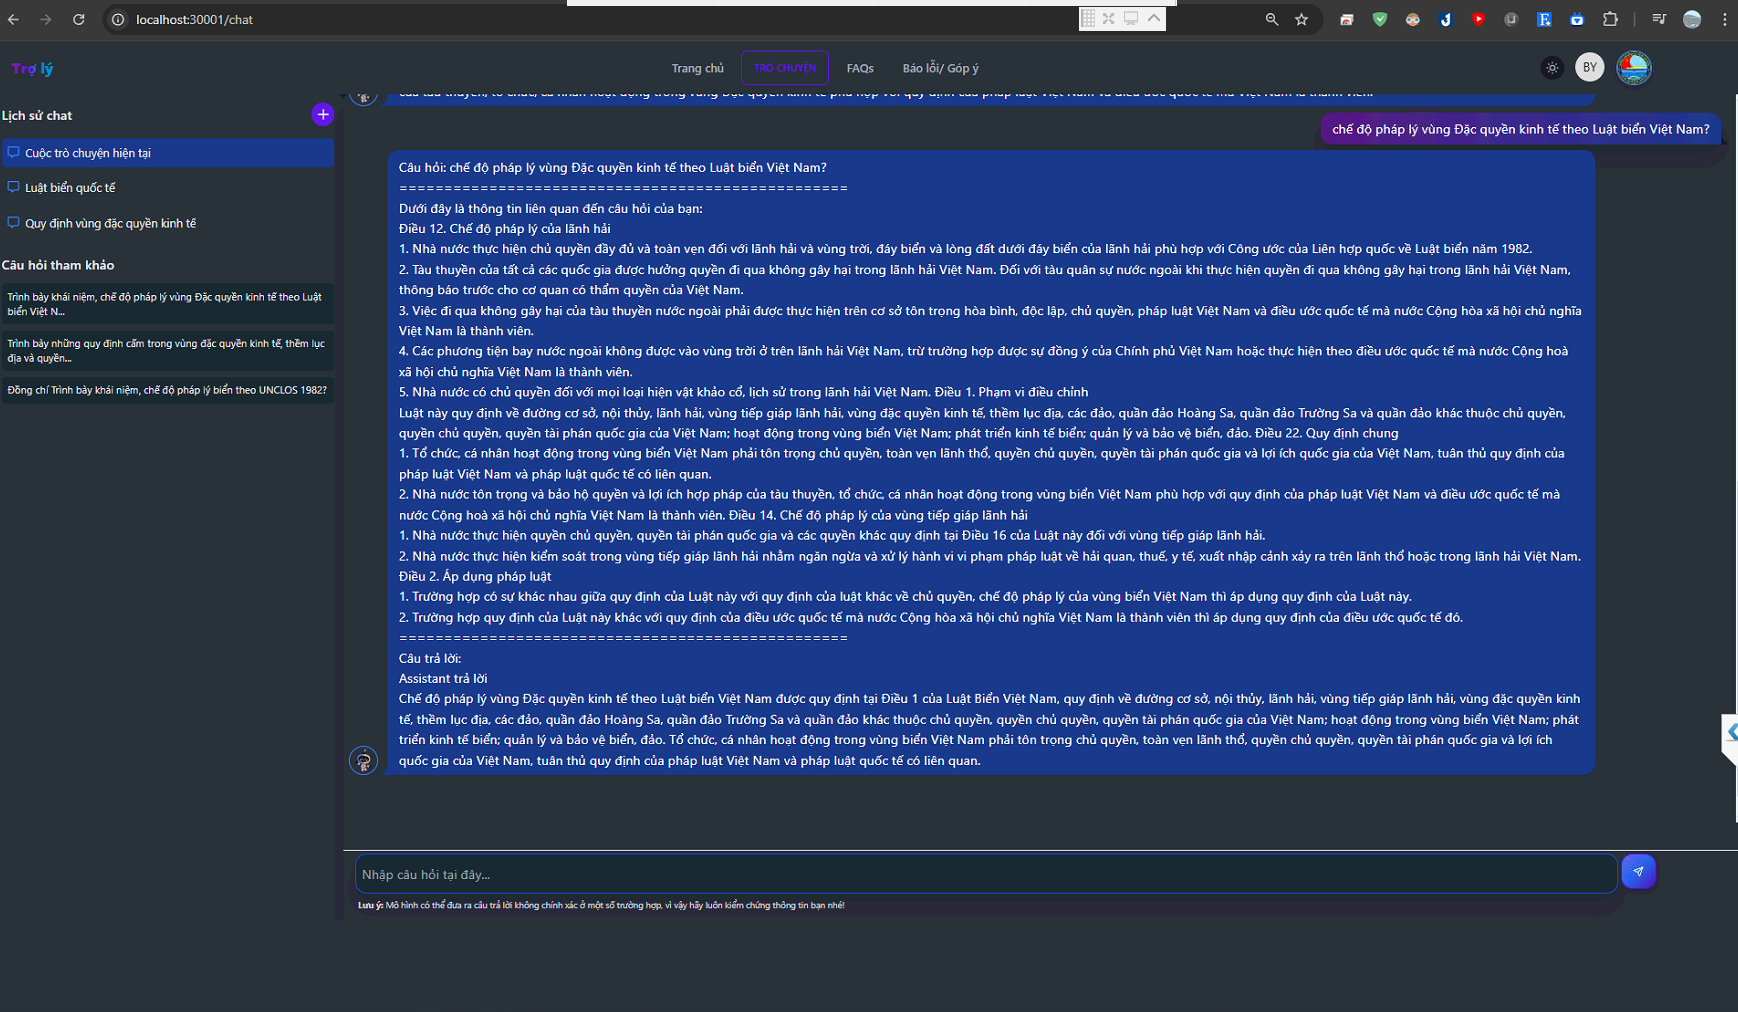 localhost:30001/chat
Trợ lý
Trang chủ
TRÒ CHUYỆN
FAQs
Báo lỗi/ Góp ý
BY
Lịch sử chat
+
Cuộc trò chuyện hiện tại
Luật biển quốc tế
Quy định vùng đặc quyền kinh tế
Câu hỏi tham khảo
Trình bày khái niệm, chế độ pháp lý vùng Đặc quyền kinh tế theo Luật
biển Việt N...
Trình bày những quy định cấm trong vùng đặc quyền kinh tế, thềm lục
địa và quyền...
Đồng chí Trình bày khái niệm, chế độ pháp lý biển theo UNCLOS 1982?
của tàu thuyền, tổ chức, cá nhân hoạt động trong vùng Đặc quyền kinh tế phù hợp với quy định của pháp luật Việt Nam và điều ước quốc tế mà Việt Nam là thành viên.
chế độ pháp lý vùng Đặc quyền kinh tế theo Luật biển Việt Nam?
Câu hỏi: chế độ pháp lý vùng Đặc quyền kinh tế theo Luật biển Việt Nam?
==================================================
Dưới đây là thông tin liên quan đến câu hỏi của bạn:
Điều 12. Chế độ pháp lý của lãnh hải
1. Nhà nước thực hiện chủ quyền đầy đủ và toàn vẹn đối với lãnh hải và vùng trời, đáy biển và lòng đất dưới đáy biển của lãnh hải phù hợp với Công ước của Liên hợp quốc về Luật biển năm 1982.
2. Tàu thuyền của tất cả các quốc gia được hưởng quyền đi qua không gây hại trong lãnh hải Việt Nam. Đối với tàu quân sự nước ngoài khi thực hiện quyền đi qua không gây hại trong lãnh hải Việt Nam,
thông báo trước cho cơ quan có thẩm quyền của Việt Nam.
3. Việc đi qua không gây hại của tàu thuyền nước ngoài phải được thực hiện trên cơ sở tôn trọng hòa bình, độc lập, chủ quyền, pháp luật Việt Nam và điều ước quốc tế mà nước Cộng hòa xã hội chủ nghĩa
Việt Nam là thành viên.
4. Các phương tiện bay nước ngoài không được vào vùng trời ở trên lãnh hải Việt Nam, trừ trường hợp được sự đồng ý của Chính phủ Việt Nam hoặc thực hiện theo điều ước quốc tế mà nước Cộng hoà
xã hội chủ nghĩa Việt Nam là thành viên.
5. Nhà nước có chủ quyền đối với mọi loại hiện vật khảo cổ, lịch sử trong lãnh hải Việt Nam. Điều 1. Phạm vi điều chỉnh
Luật này quy định về đường cơ sở, nội thủy, lãnh hải, vùng tiếp giáp lãnh hải, vùng đặc quyền kinh tế, thềm lục địa, các đảo, quần đảo Hoàng Sa, quần đảo Trường Sa và quần đảo khác thuộc chủ quyền,
quyền chủ quyền, quyền tài phán quốc gia của Việt Nam; hoạt động trong vùng biển Việt Nam; phát triển kinh tế biển; quản lý và bảo vệ biển, đảo. Điều 22. Quy định chung
1. Tổ chức, cá nhân hoạt động trong vùng biển Việt Nam phải tôn trọng chủ quyền, toàn vẹn lãnh thổ, quyền chủ quyền, quyền tài phán quốc gia và lợi ích quốc gia của Việt Nam, tuân thủ quy định của
pháp luật Việt Nam và pháp luật quốc tế có liên quan.
2. Nhà nước tôn trọng và bảo hộ quyền và lợi ích hợp pháp của tàu thuyền, tổ chức, cá nhân hoạt động trong vùng biển Việt Nam phù hợp với quy định của pháp luật Việt Nam và điều ước quốc tế mà
nước Cộng hoà xã hội chủ nghĩa Việt Nam là thành viên. Điều 14. Chế độ pháp lý của vùng tiếp giáp lãnh hải
1. Nhà nước thực hiện quyền chủ quyền, quyền tài phán quốc gia và các quyền khác quy định tại Điều 16 của Luật này đối với vùng tiếp giáp lãnh hải.
2. Nhà nước thực hiện kiểm soát trong vùng tiếp giáp lãnh hải nhằm ngăn ngừa và xử lý hành vi vi phạm pháp luật về hải quan, thuế, y tế, xuất nhập cảnh xảy ra trên lãnh thổ hoặc trong lãnh hải Việt Nam.
Điều 2. Áp dụng pháp luật
1. Trường hợp có sự khác nhau giữa quy định của Luật này với quy định của luật khác về chủ quyền, chế độ pháp lý của vùng biển Việt Nam thì áp dụng quy định của Luật này.
2. Trường hợp quy định của Luật này khác với quy định của điều ước quốc tế mà nước Cộng hòa xã hội chủ nghĩa Việt Nam là thành viên thì áp dụng quy định của điều ước quốc tế đó.
==================================================
Câu trả lời:
Assistant trả lời
Chế độ pháp lý vùng Đặc quyền kinh tế theo Luật biển Việt Nam được quy định tại Điều 1 của Luật Biển Việt Nam, quy định về đường cơ sở, nội thủy, lãnh hải, vùng tiếp giáp lãnh hải, vùng đặc quyền kinh
tế, thềm lục địa, các đảo, quần đảo Hoàng Sa, quần đảo Trường Sa và quần đảo khác thuộc chủ quyền, quyền chủ quyền, quyền tài phán quốc gia của Việt Nam; hoạt động trong vùng biển Việt Nam; phát
triển kinh tế biển; quản lý và bảo vệ biển, đảo. Tổ chức, cá nhân hoạt động trong vùng biển Việt Nam phải tôn trọng chủ quyền, toàn vẹn lãnh thổ, quyền chủ quyền, quyền tài phán quốc gia và lợi ích
quốc gia của Việt Nam, tuân thủ quy định của pháp luật Việt Nam và pháp luật quốc tế có liên quan.
Nhập câu hỏi tại đây...
Lưu ý: Mô hình có thể đưa ra câu trả lời không chính xác ở một số trường hợp, vì vậy hãy luôn kiểm chứng thông tin bạn nhé!